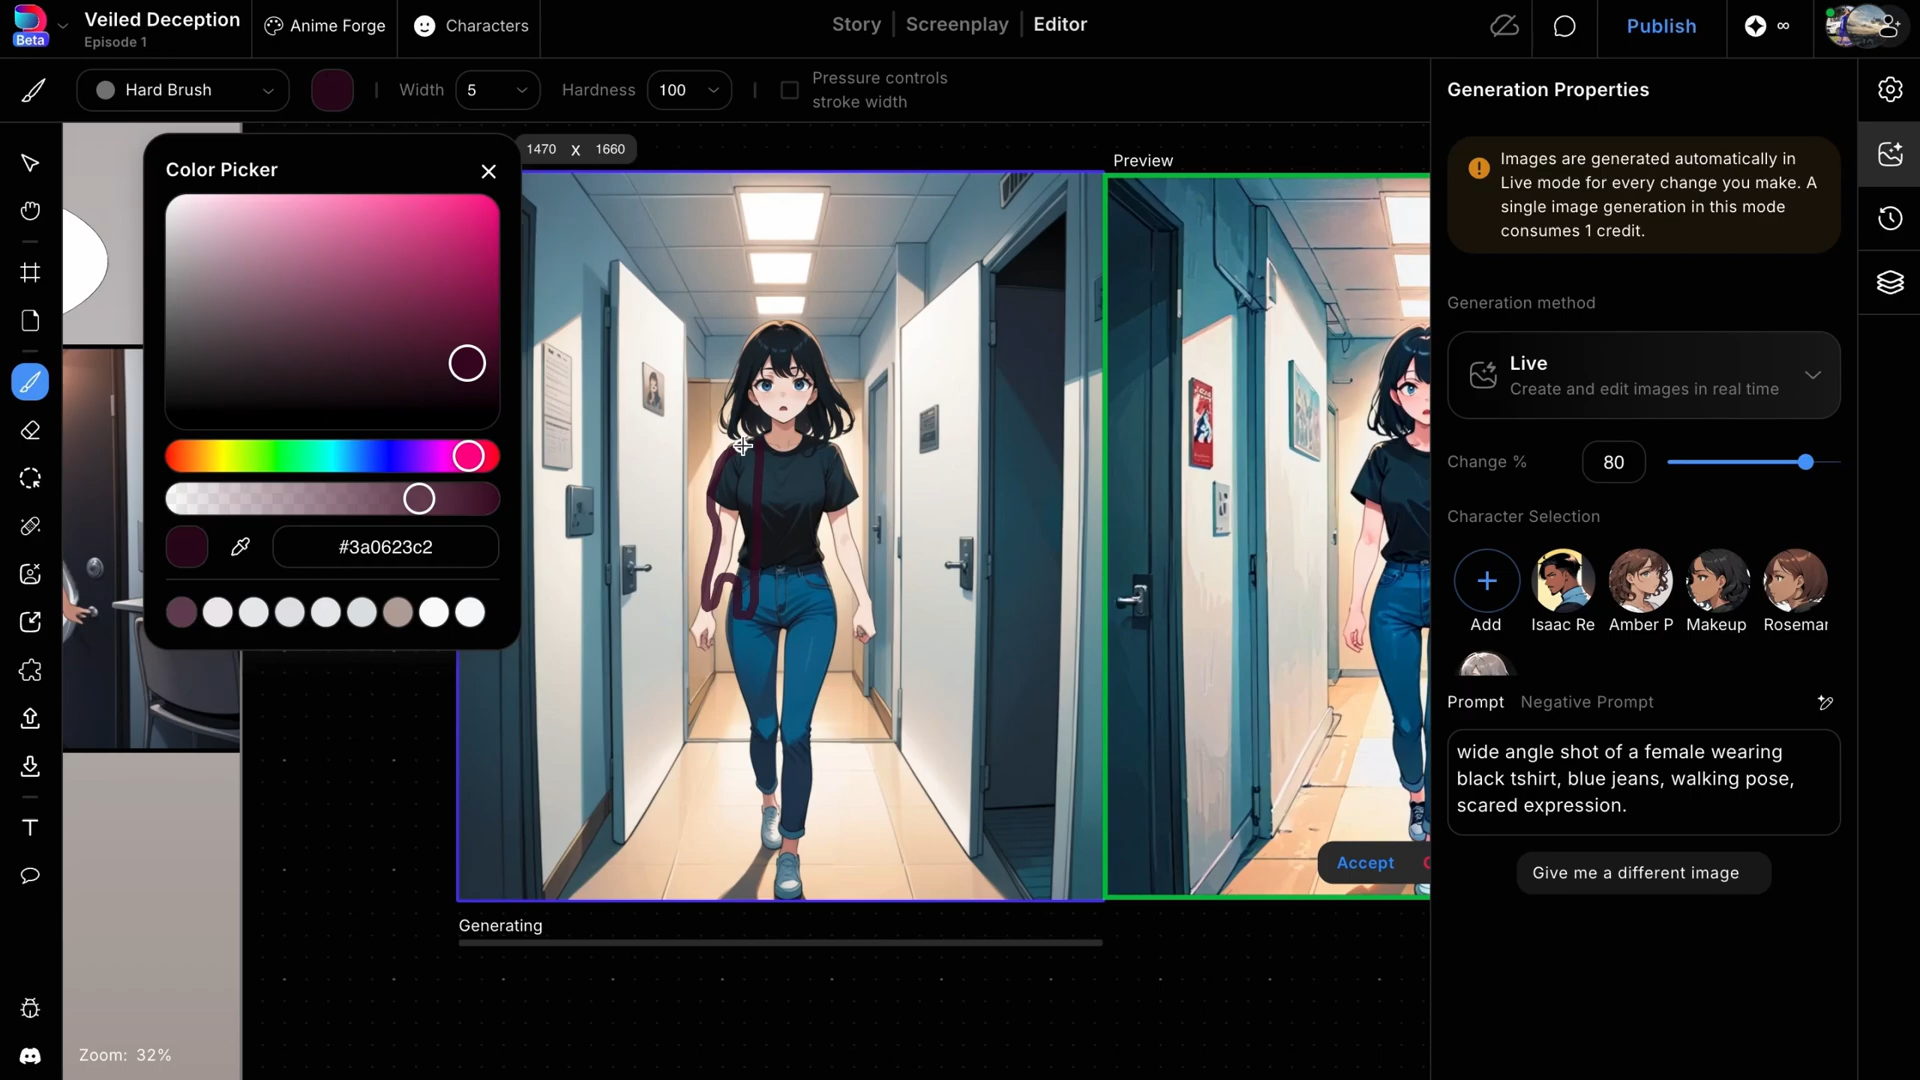 Beta
Veiled Deception
Episode 1
Anime Forge
Characters
Story
Screenplay
Editor
Publish
∞
Hard Brush
Width
5
Hardness
100
Pressure controls
stroke width
Generation Properties
Color Picker
1470 x 1660
Preview
Images are generated automatically in
Live mode for every change you make. A
single image generation in this mode
consumes 1 credit.
Generation method
Live
Create and edit images in real time
Change %
80
Character Selection
#3a0623c2
Add
Isaac Re
Amber P
Makeup
Rosemar
Prompt
Negative Prompt
wide angle shot of a female wearing
black tshirt, blue jeans, walking pose,
scared expression.
Accept
Give me a different image
Generating
Zoom: 32%